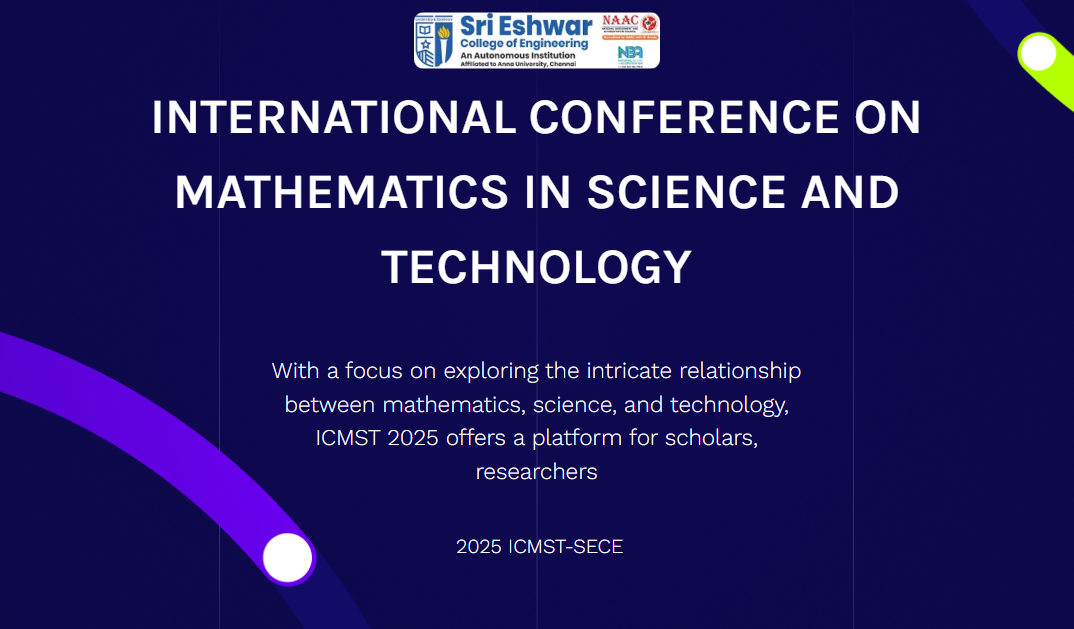 Sri Eshwar
College of Engineering
An Autonomous Institution
Affiliated to Anna University, Chennai
NAAC
NBA
INTERNATIONAL CONFERENCE ON
MATHEMATICS IN SCIENCE AND
TECHNOLOGY
With a focus on exploring the intricate relationship
between mathematics, science, and technology,
ICMST 2025 offers a platform for scholars,
researchers
2025 ICMST-SECE